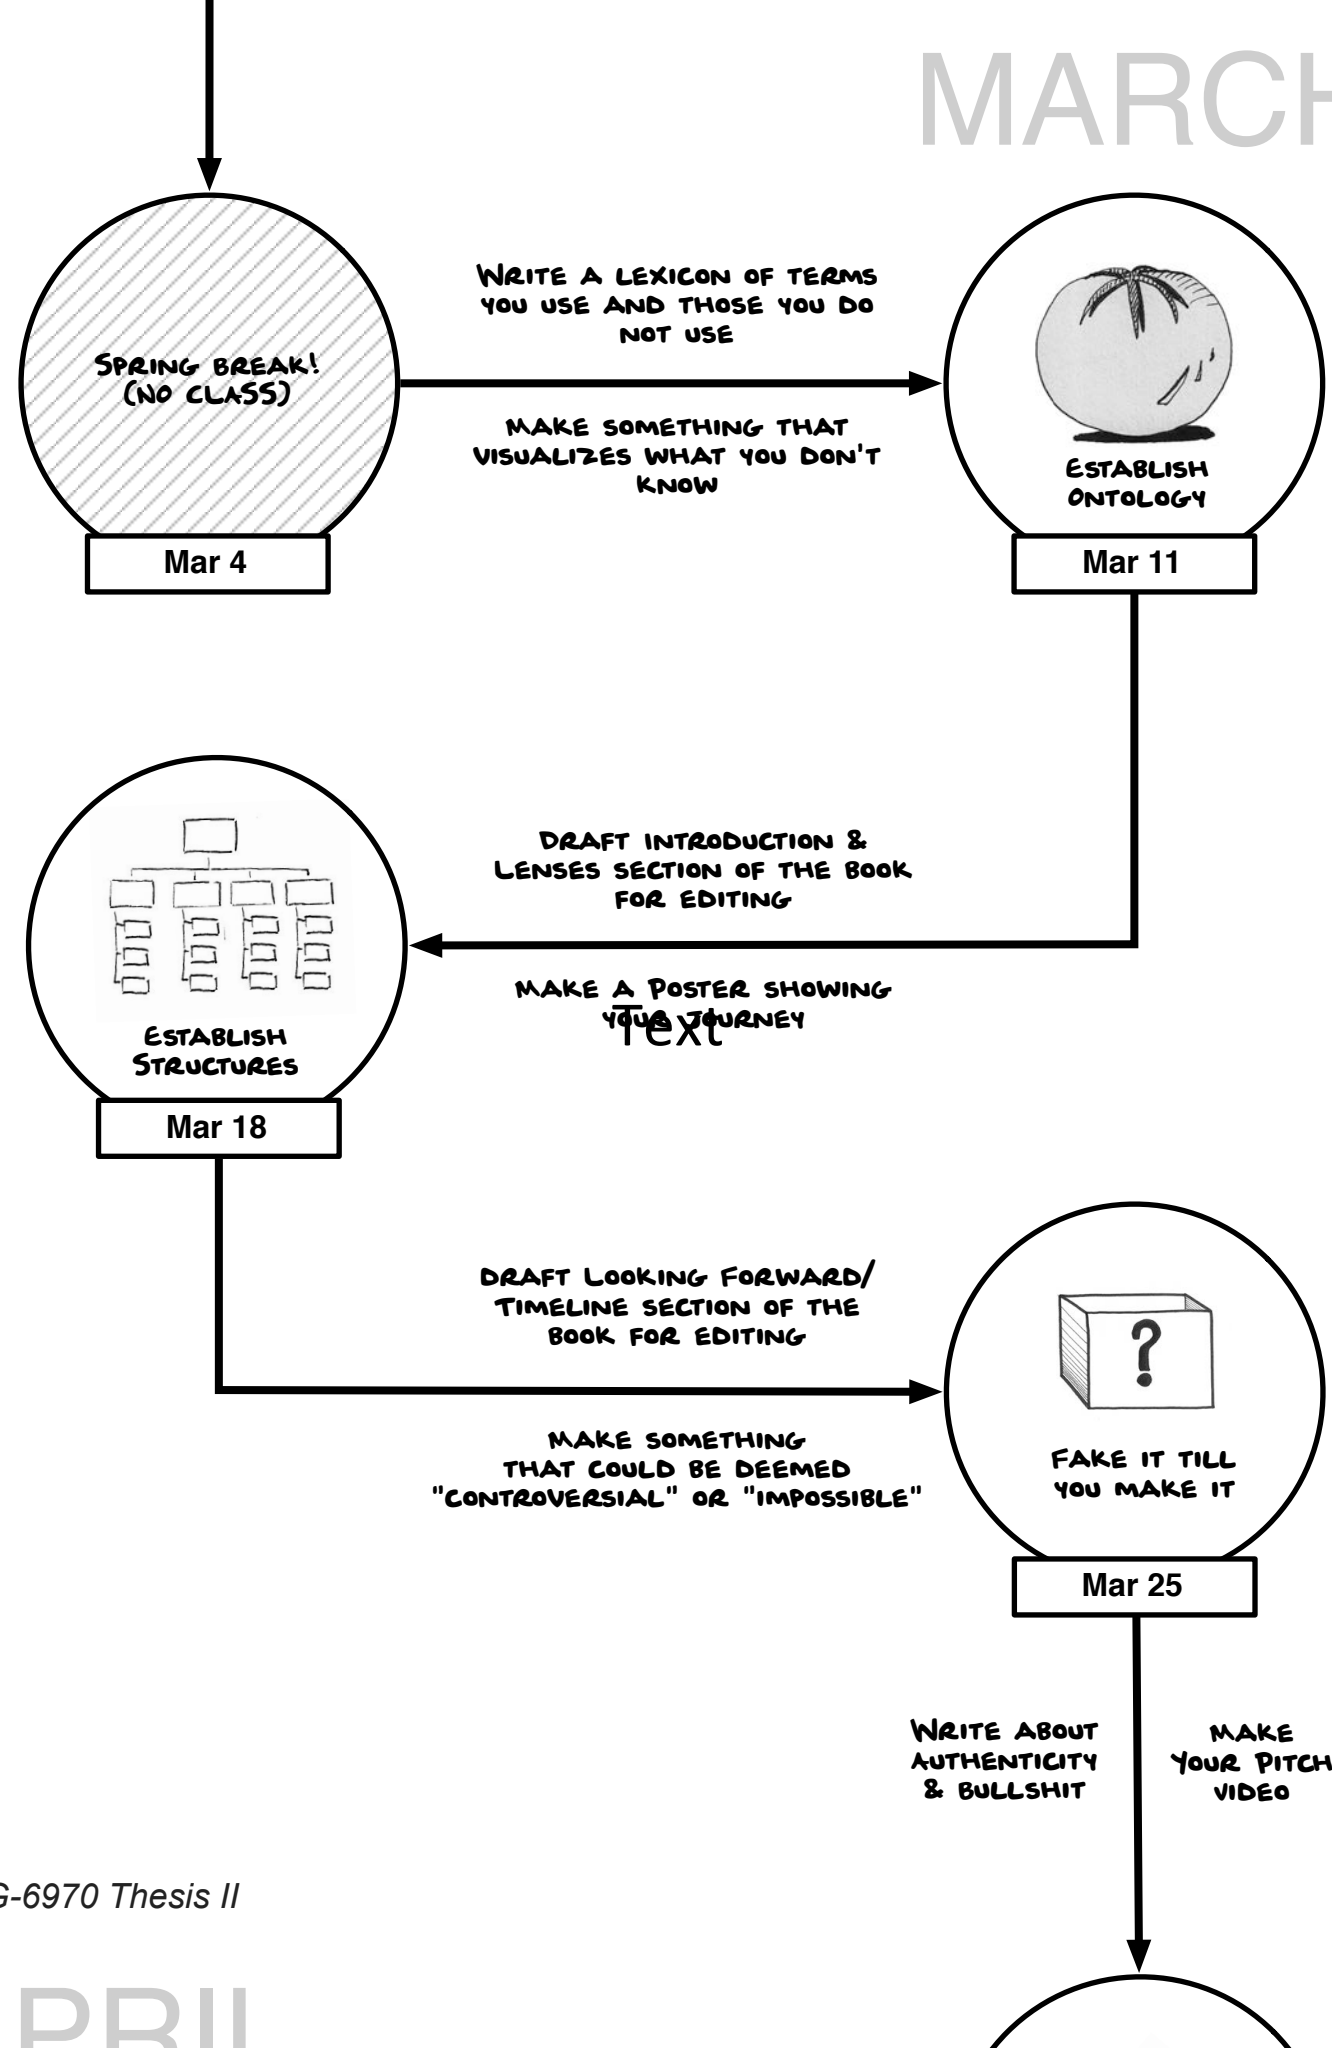 MARCH
WRITE A LEXICON OF TERMS
YOU USE AND THOSE YOU DO
NOT USE
SPRING BREAK!
(NO CLASS)
MAKE SOMETHING THAT
VISUALIZES WHAT YOU DON'T
KNOW
ESTABLISH
ONTOLOGY
Mar 4
Mar 11
DRAFT INTRODUCTION &
LENSES SECTION OF THE BOOK
FOR EDITING
MAKE A POSTER SHOWING
YOUR JOURNEY
Text
ESTABLISH
STRUCTURES
Mar 18
DRAFT LOOKING FORWARD/
TIMELINE SECTION OF THE
BOOK FOR EDITING
?
MAKE SOMETHING
THAT COULD BE DEEMED
"CONTROVERSIAL" OR "IMPOSSIBLE"
FAKE IT TILL
YOU MAKE IT
Mar 25
WRITE ABOUT
AUTHENTICITY
& BULLSHIT
MAKE
YOUR PITCH
VIDEO
G-6970 Thesis II
PRIL